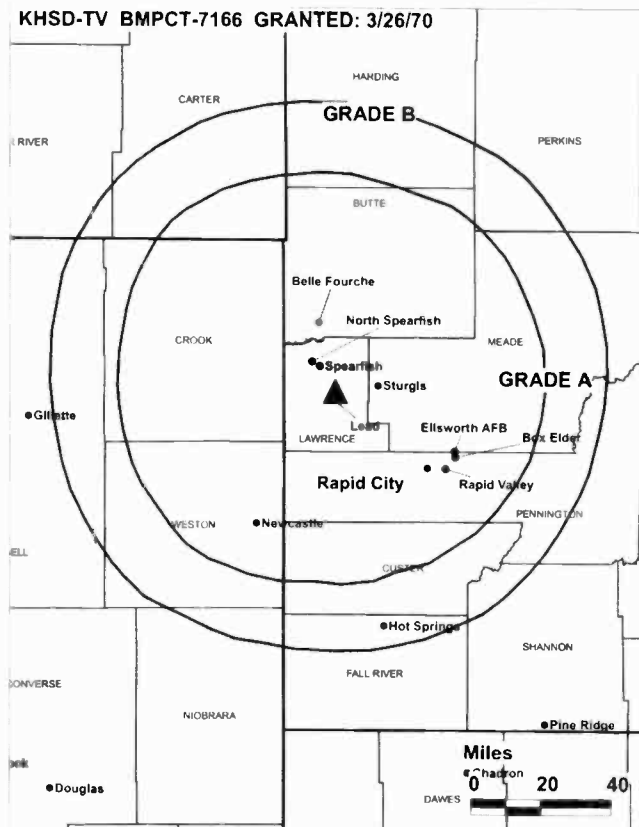 KHSD-TV BMPCT-7166 GRANTED: 3/26/70
HARDING
CARTER
GRADE B
RIVER
PERKINS
BUTTE
Belle Fourche
North Spearfish
CROOK
MEADE
Spearfish
GRADE A
Sturgis
Gillette
Lead
Ellsworth AFB
LAWRENCE
Box Elder
Rapid City
Rapid Valley
PENNINGTON
WESTON
Newcastle
CUSTER
Hot Springs
SHANNON
FALL RIVER
CONVERSE
NIOBRARA
Pine Ridge
Miles
Chadron
0 20 40
Douglas
DAWES